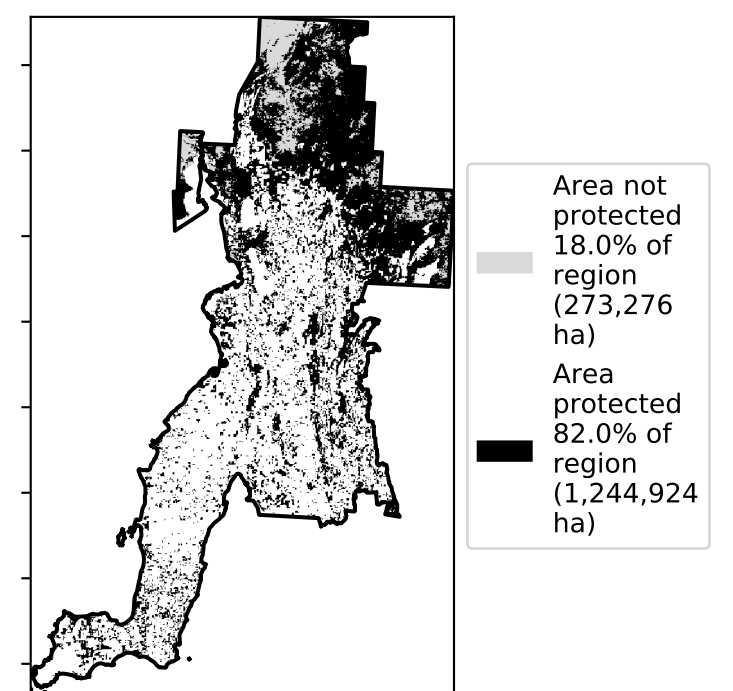 Area not
protected
18.0% of
region
(273,276
ha)
Area
protected
82.0% of
region
(1,244,924
ha)